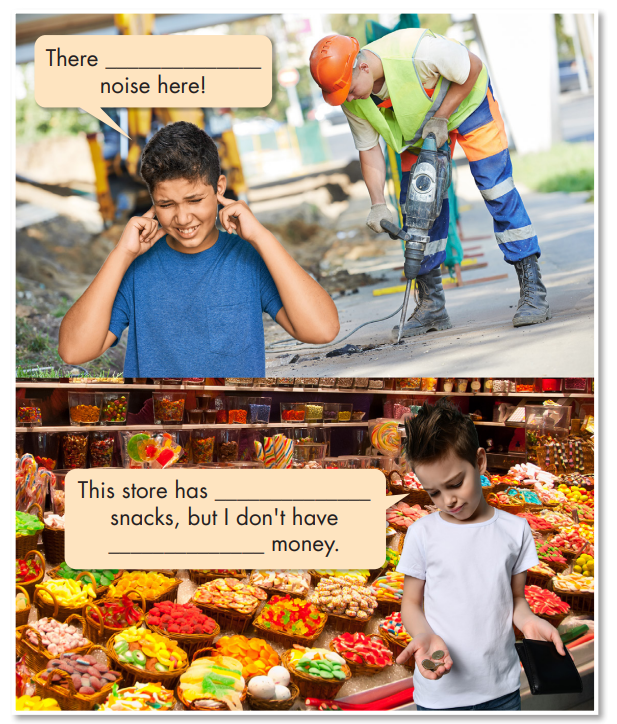 There ______________
noise here!
This store has ______________
snacks, but I don't have
______________ money.